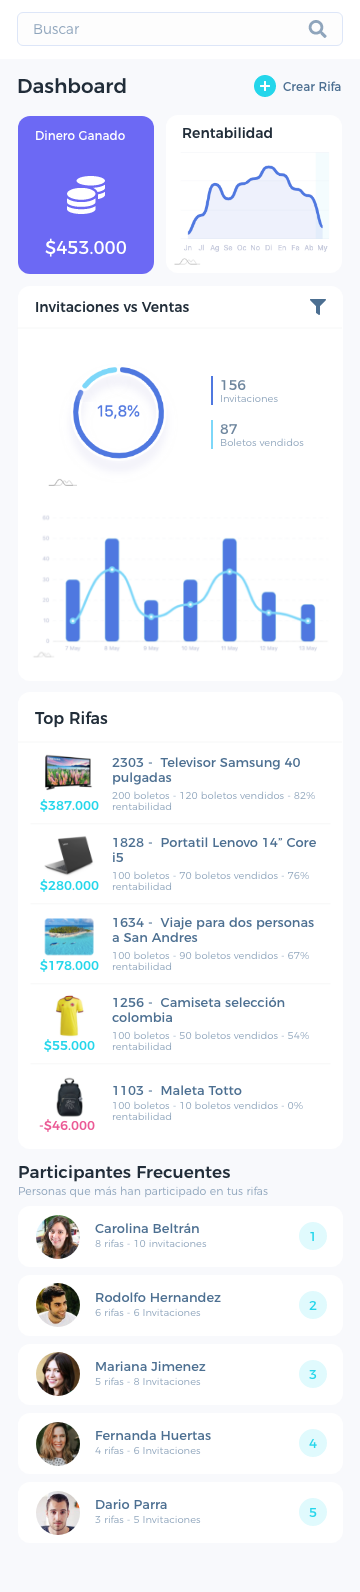 Buscar
Dashboard
Crear Rifa
Dinero Ganado
$453.000
Rentabilidad
Jn Jl Ag Se Oc No Di En Fe Ab My
Invitaciones vs Ventas
15,8%
156
Invitaciones
87
Boletos vendidos
60
50
40
30
20
10
0
7 May 8 May 9 May 10 May 11 May 12 May 13 May
Top Rifas
2303 - Televisor Samsung 40
pulgadas
200 boletos - 120 boletos vendidos - 82%
rentabilidad
$387.000
1828 - Portatil Lenovo 14” Core
i5
100 boletos - 70 boletos vendidos - 76%
rentabilidad
$280.000
1634 - Viaje para dos personas
a San Andres
100 boletos - 90 boletos vendidos - 67%
rentabilidad
$178.000
1256 - Camiseta selección
colombia
100 boletos - 50 boletos vendidos - 54%
rentabilidad
$55.000
1103 - Maleta Totto
100 boletos - 10 boletos vendidos - 0%
rentabilidad
-$46.000
Participantes Frecuentes
Personas que más han participado en tus rifas
Carolina Beltrán
8 rifas - 10 invitaciones
1
Rodolfo Hernandez
6 rifas - 6 Invitaciones
2
Mariana Jimenez
5 rifas - 8 Invitaciones
3
Fernanda Huertas
4 rifas - 6 Invitaciones
4
Dario Parra
3 rifas - 5 Invitaciones
5